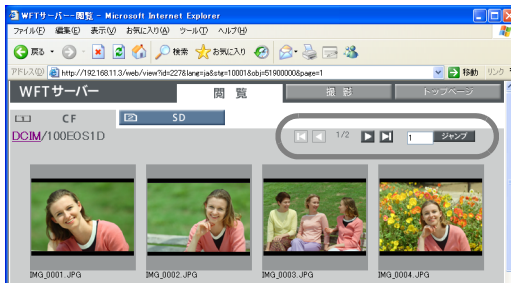 WFTサーバー--閲覧 - Microsoft Internet Explorer
ファイル(F) 編集(E) 表示(V) お気に入り(A) ツール(T) ヘルプ(H)
戻る 検索 お気に入り
アドレス(D) http://192.168.11.3/web/view?id=227&lang=ja&stg=10001&obj=51900000&page=1 移動 リンク
WFTサーバー 閲覧 撮影 トップページ
1 CF 2 SD
DCIM/100EOS1D 1/2 1 ジャンプ
IMG_0001.JPG IMG_0002.JPG IMG_0003.JPG IMG_0004.JPG